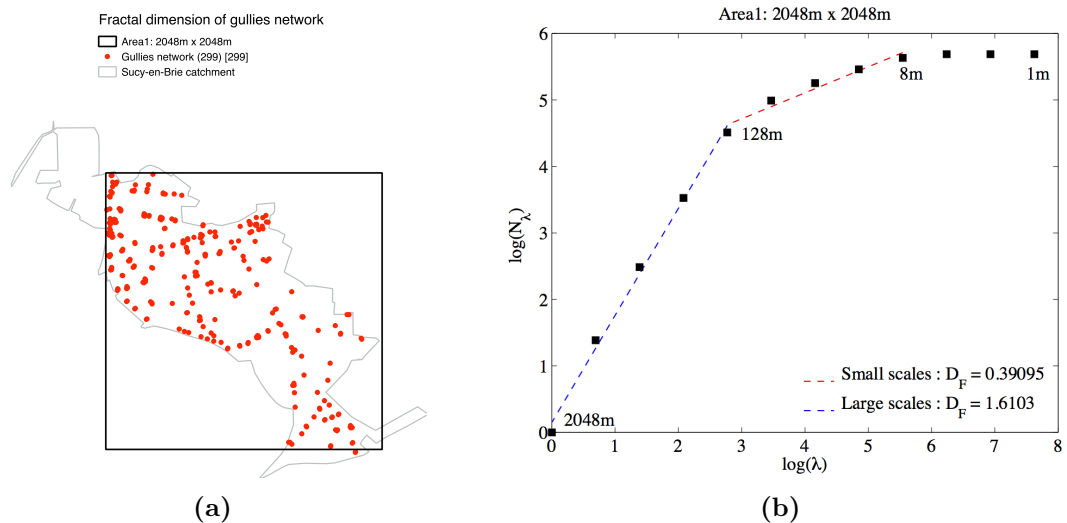 Fractal dimension of gullies network
Area1: 2048m x 2048m
Gullies network (299) [299]
Sucy-en-Brie catchment
(a)
Area1: 2048m x 2048m
log(N_λ)
6
5
4
3
2
1
0
2048m
128m
8m
1m
Small scales : D_F = 0.39095
Large scales : D_F = 1.6103
0 1 2 3 4 5 6 7 8
log(λ)
(b)